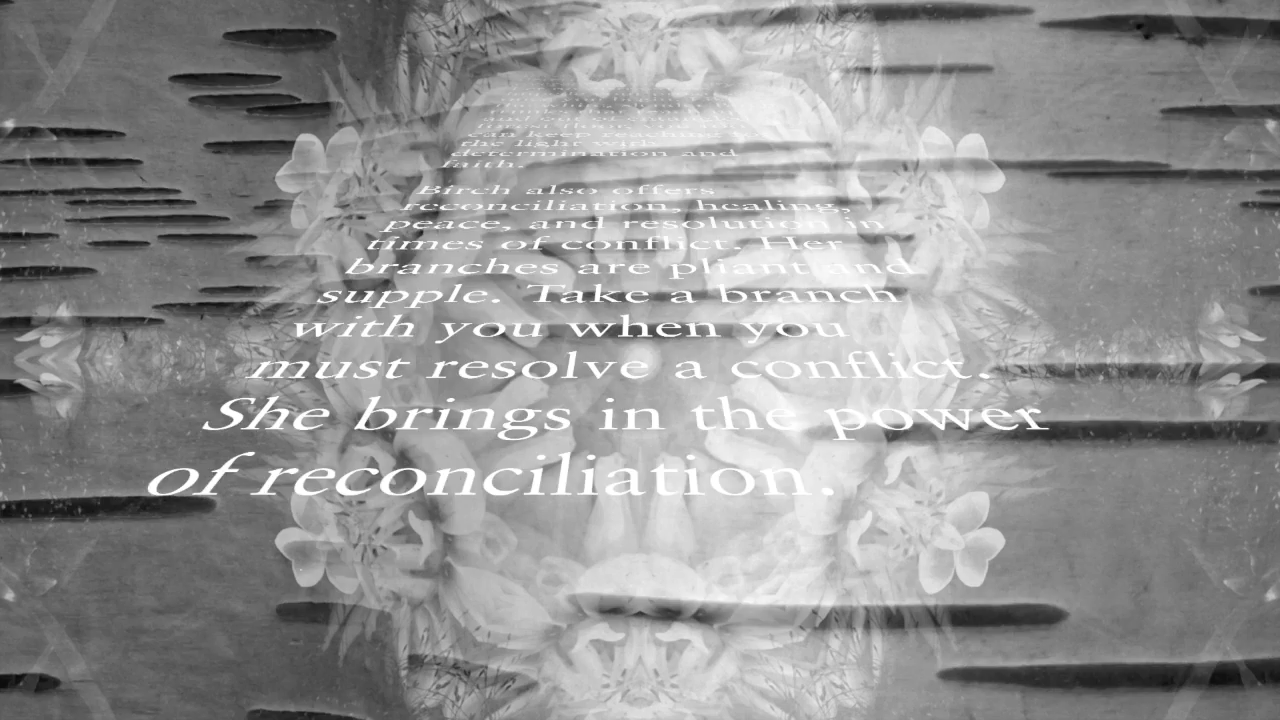 can keep reaching
the light with
determination and
faith.
Birch also offers
reconciliation, healing,
peace, and resolution in
times of conflict. Her
branches are pliant and
supple. Take a branch
with you when you
must resolve a conflict.
She brings in the power
of reconciliation.